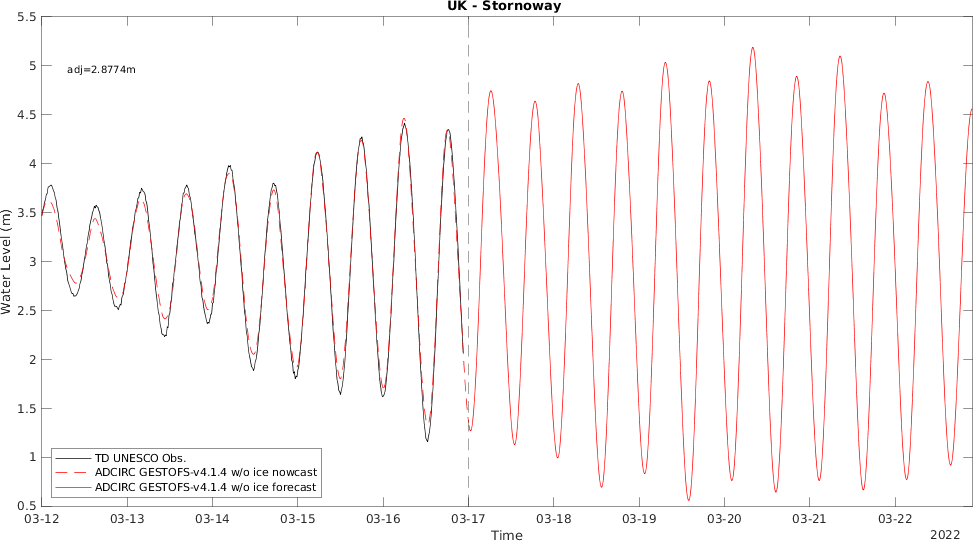 UK - Stornoway
5.5
5
4.5
4
3.5
3
2.5
2
1.5
1
0.5
Water Level (m)
adj=2.8774m
TD UNESCO Obs.
ADCIRC GESTOFS-v4.1.4 w/o ice nowcast
ADCIRC GESTOFS-v4.1.4 w/o ice forecast
03-12 03-13 03-14 03-15 03-16 03-17 03-18 03-19 03-20 03-21 03-22
Time
2022